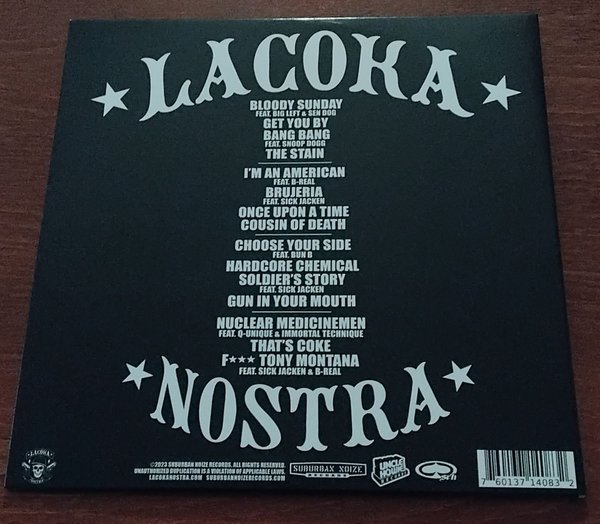 LA COKA
BLOODY SUNDAY
FEAT. BIG LEFT & SEN DOG
GET YOU BY
BANG BANG
FEAT. SNOOP DOGG
THE STAIN
I'M AN AMERICAN
FEAT. B-REAL
BRUJERIA
FEAT. SICK JACKEN
ONCE UPON A TIME
COUSIN OF DEATH
CHOOSE YOUR SIDE
FEAT. BUN B
HARDCORE CHEMICAL
SOLDIER'S STORY
FEAT. SICK JACKEN
GUN IN YOUR MOUTH
NUCLEAR MEDICINEMEN
FEAT. Q-UNIQUE & IMMORTAL TECHNIQUE
THAT'S COKE
F*** TONY MONTANA
FEAT. SICK JACKEN & B-REAL
NOSTRA
LACOKA
NOSTRA
©2023 SUBURBAN NOIZE RECORDS. ALL RIGHTS RESERVED.
UNAUTHORIZED DUPLICATION IS A VIOLATION OF APPLICABLE LAWS.
LACOKANOSTRA.COM SUBURBANNOIZERECORDS.COM
SUBURBAN NOIZE
RECORDS
UNCLE
HOWIE
7 60137 14083 2